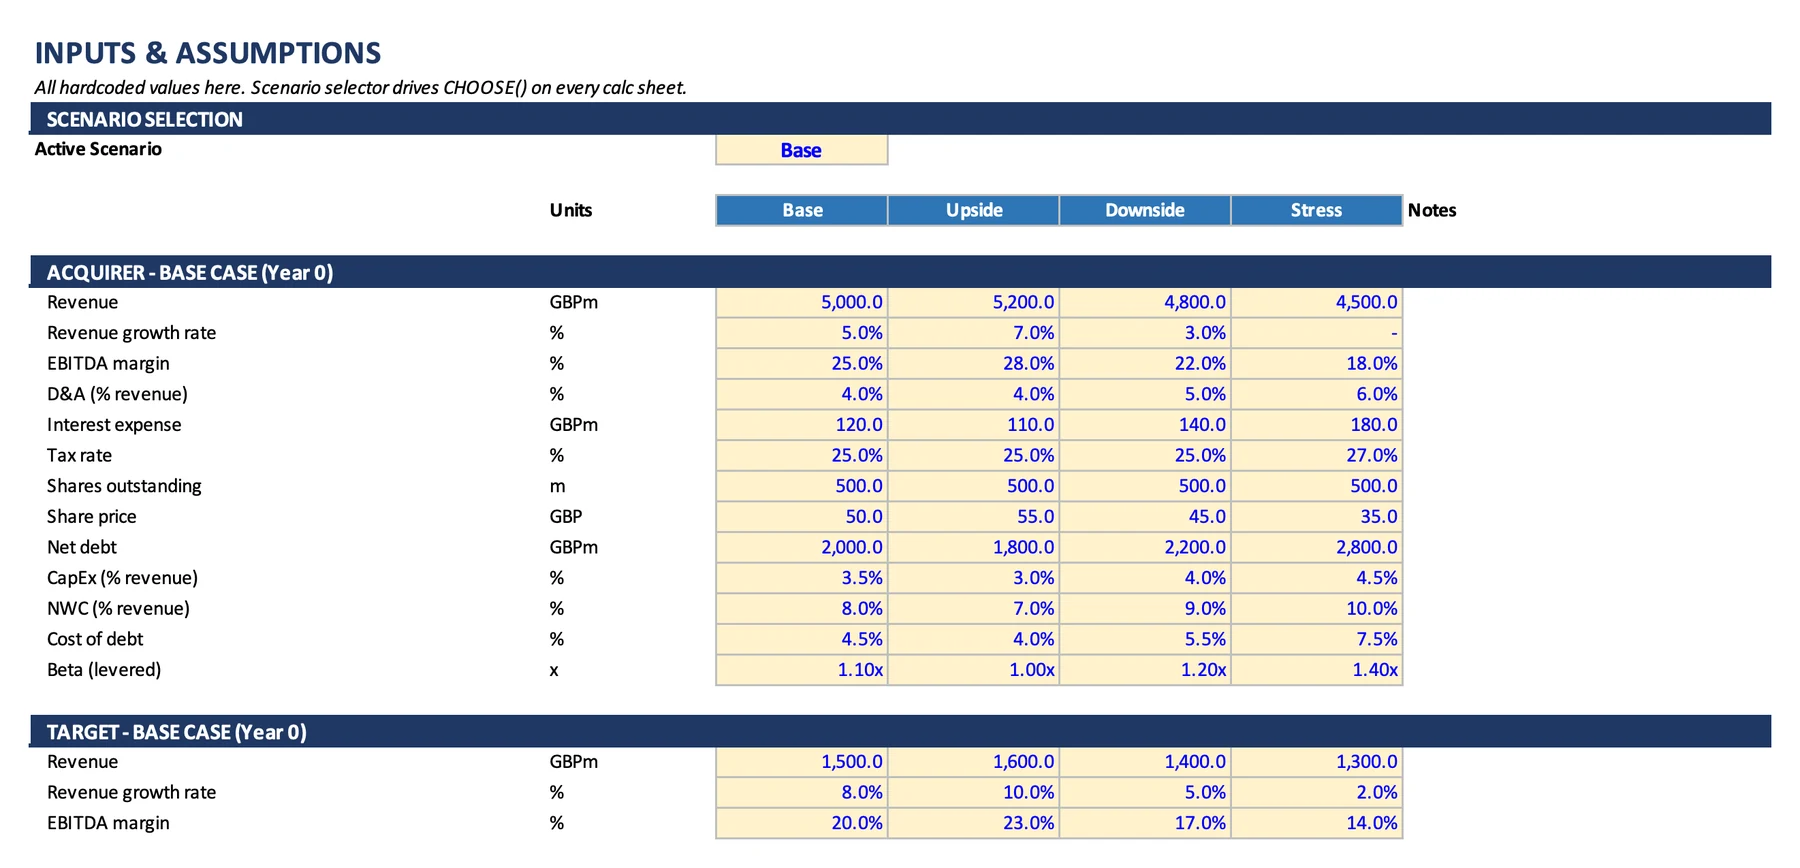 INPUTS & ASSUMPTIONS
All hardcoded values here. Scenario selector drives CHOOSE() on every calc sheet.
SCENARIO SELECTION
Active Scenario Base
Units Base Upside Downside Stress Notes
ACQUIRER - BASE CASE (Year 0)
Revenue GBPm 5,000.0 5,200.0 4,800.0 4,500.0
Revenue growth rate % 5.0% 7.0% 3.0% -
EBITDA margin % 25.0% 28.0% 22.0% 18.0%
D&A (% revenue) % 4.0% 4.0% 5.0% 6.0%
Interest expense GBPm 120.0 110.0 140.0 180.0
Tax rate % 25.0% 25.0% 25.0% 27.0%
Shares outstanding m 500.0 500.0 500.0 500.0
Share price GBP 50.0 55.0 45.0 35.0
Net debt GBPm 2,000.0 1,800.0 2,200.0 2,800.0
CapEx (% revenue) % 3.5% 3.0% 4.0% 4.5%
NWC (% revenue) % 8.0% 7.0% 9.0% 10.0%
Cost of debt % 4.5% 4.0% 5.5% 7.5%
Beta (levered) x 1.10x 1.00x 1.20x 1.40x
TARGET - BASE CASE (Year 0)
Revenue GBPm 1,500.0 1,600.0 1,400.0 1,300.0
Revenue growth rate % 8.0% 10.0% 5.0% 2.0%
EBITDA margin % 20.0% 23.0% 17.0% 14.0%